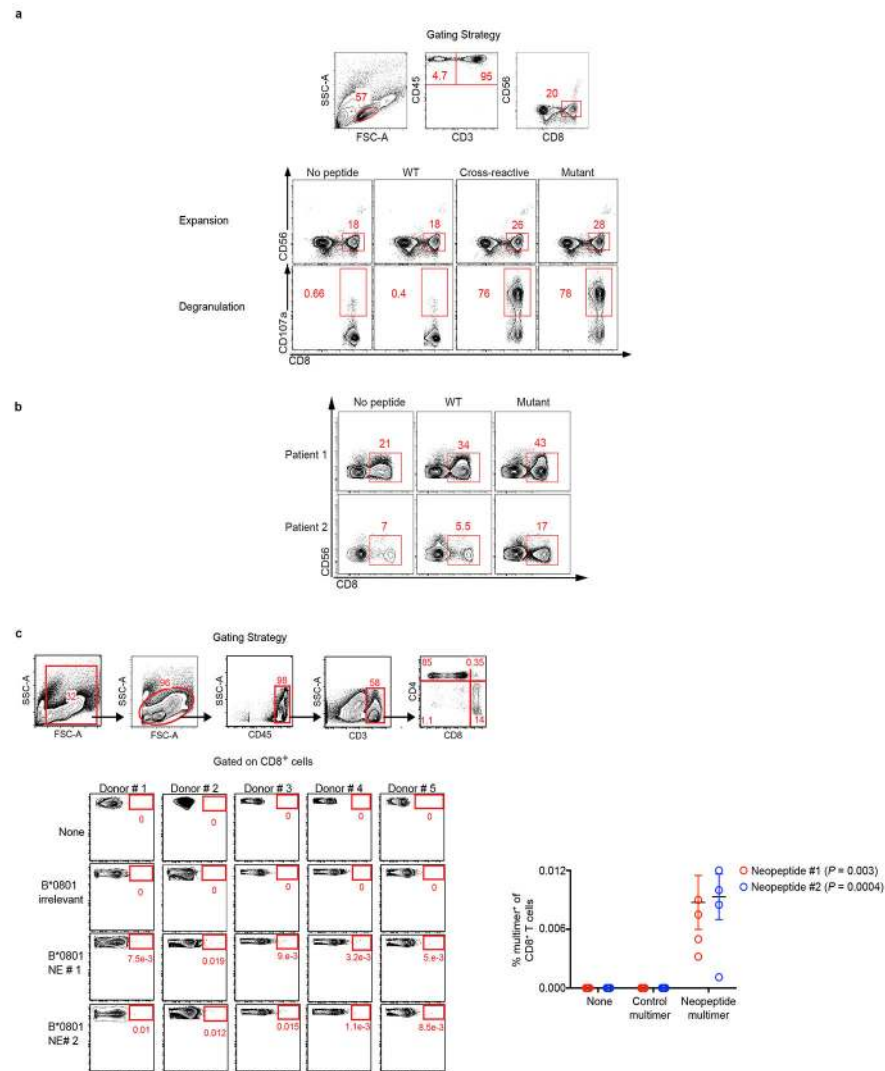 a
Gating Strategy
SSC-A
57
FSC-A
CD45
4.7
95
CD3
CD56
20
CD8
No peptide
WT
Cross-reactive
Mutant
Expansion
CD56
18
18
26
28
Degranulation
CD107a
0.66
0.4
76
78
CD8
b
No peptide
WT
Mutant
Patient 1
21
34
43
Patient 2
7
5.5
17
CD56
CD8
c
Gating Strategy
SSC-A
FSC-A
SSC-A
96
FSC-A
SSC-A
98
CD45
SSC-A
58
CD3
CD4
85
0.35
1.1
14
CD8
Gated on CD8+ cells
Donor # 1
Donor # 2
Donor # 3
Donor # 4
Donor # 5
None
0
0
0
0
0
B*0801
irrelevant
0
0
0
0
0
B*0801
NE # 1
7.5e-3
0.019
9.e-3
3.2e-3
5.e-3
B*0801
NE# 2
0.01
0.012
0.015
1.1e-3
8.5e-3
% multimer+ of
CD8+ T cells
0.012
0.006
0.000
None
Control
multimer
Neopeptide
multimer
Neopeptide #1 (P = 0.003)
Neopeptide #2 (P = 0.0004)